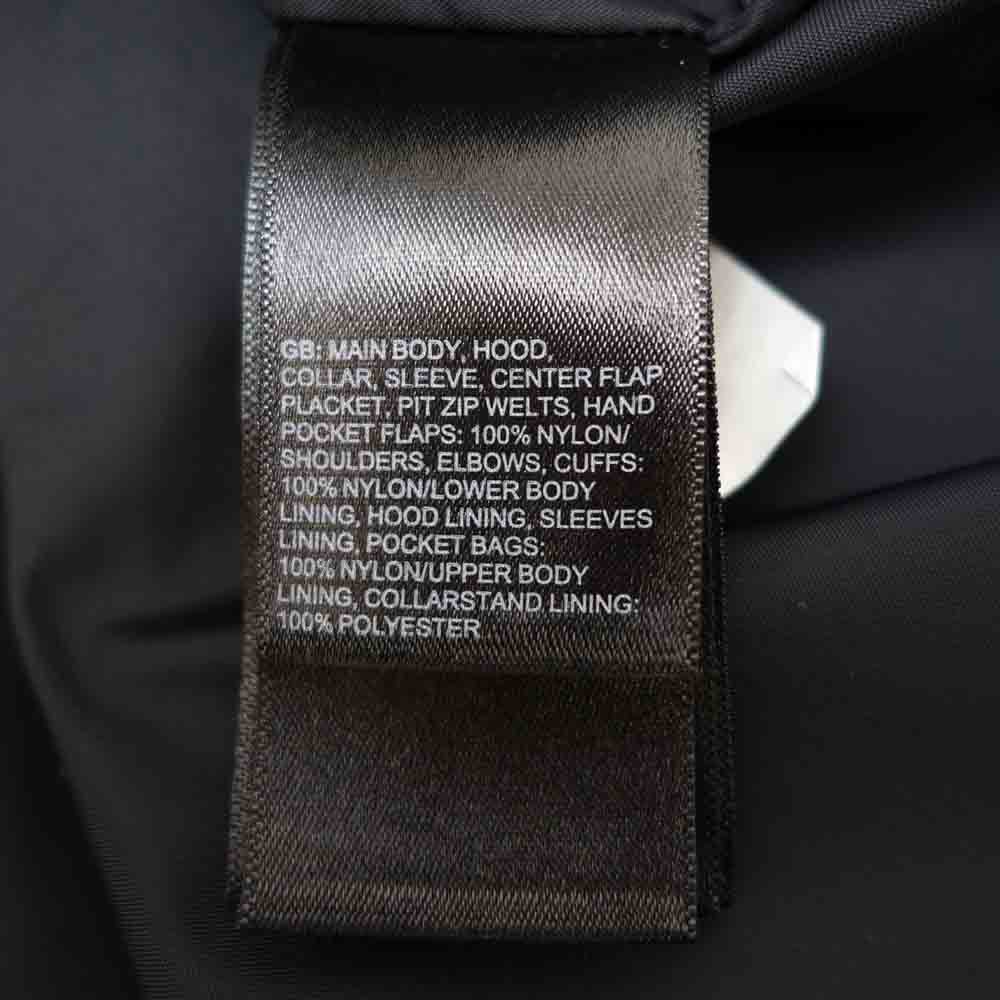 GB: MAIN BODY, HOOD,
COLLAR, SLEEVE, CENTER FLAP
PLACKET, PIT ZIP WELTS, HAND
POCKET FLAPS: 100% NYLON/
SHOULDERS, ELBOWS, CUFFS:
100% NYLON/LOWER BODY
LINING, HOOD LINING, SLEEVES
LINING, POCKET BAGS:
100% NYLON/UPPER BODY
LINING, COLLARSTAND LINING:
100% POLYESTER